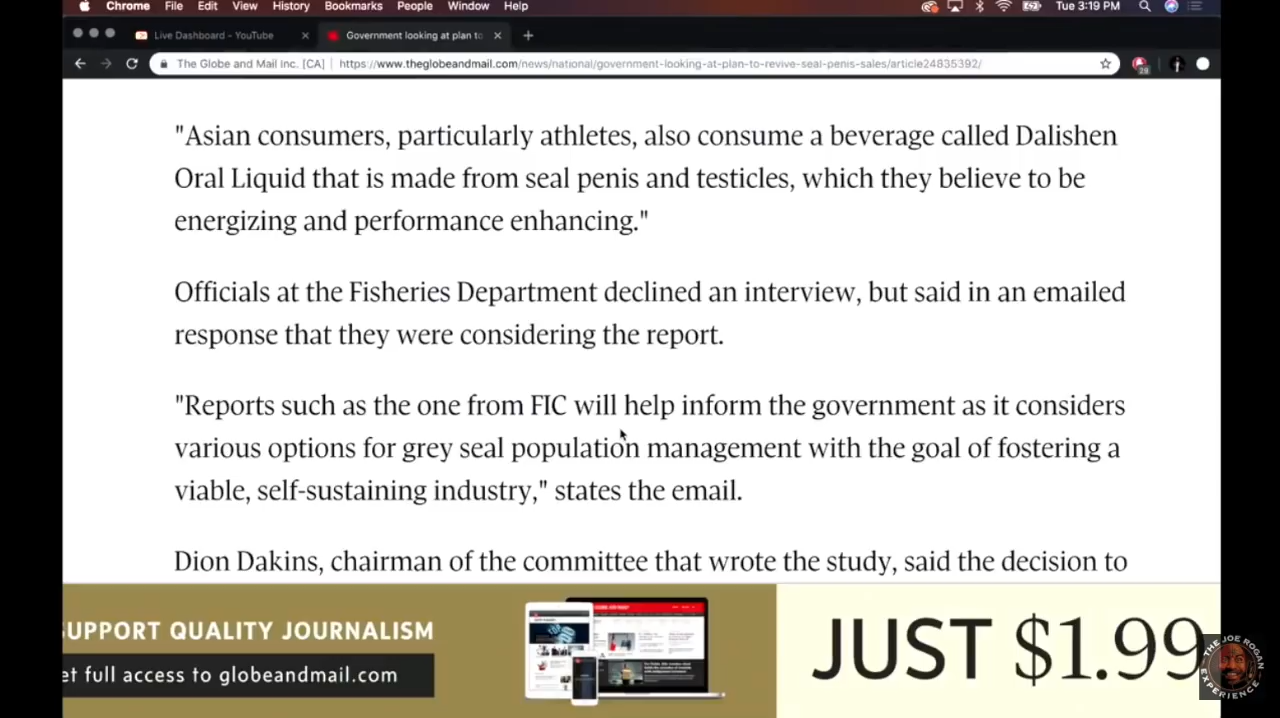 Chrome File Edit View History Bookmarks People Window Help Tue 3:19 PM
Live Dashboard - YouTube Government looking at plan to
The Globe and Mail Inc. [CA] https://www.theglobeandmail.com/news/national/government-looking-at-plan-to-revive-seal-penis-sales/article24835392/
29
"Asian consumers, particularly athletes, also consume a beverage called Dalishen
Oral Liquid that is made from seal penis and testicles, which they believe to be
energizing and performance enhancing."
Officials at the Fisheries Department declined an interview, but said in an emailed
response that they were considering the report.
"Reports such as the one from FIC will help inform the government as it considers
various options for grey seal population management with the goal of fostering a
viable, self-sustaining industry," states the email.
Dion Dakins, chairman of the committee that wrote the study, said the decision to
SUPPORT QUALITY JOURNALISM
et full access to globeandmail.com
JUST $1.99
THE JOE ROGAN
EXPERIENCE